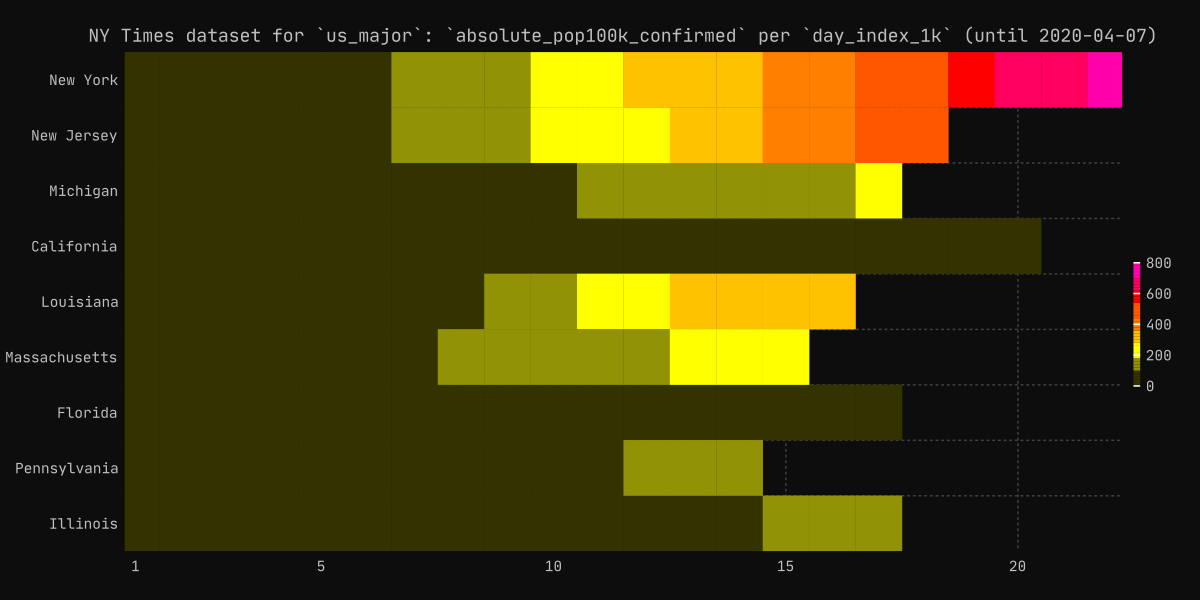 NY Times dataset for `us_major`: `absolute_pop100k_confirmed` per `day_index_1k` (until 2020-04-07)
New York
New Jersey
Michigan
California
Louisiana
Massachusetts
Florida
Pennsylvania
Illinois
800
600
400
200
0
1 5 10 15 20